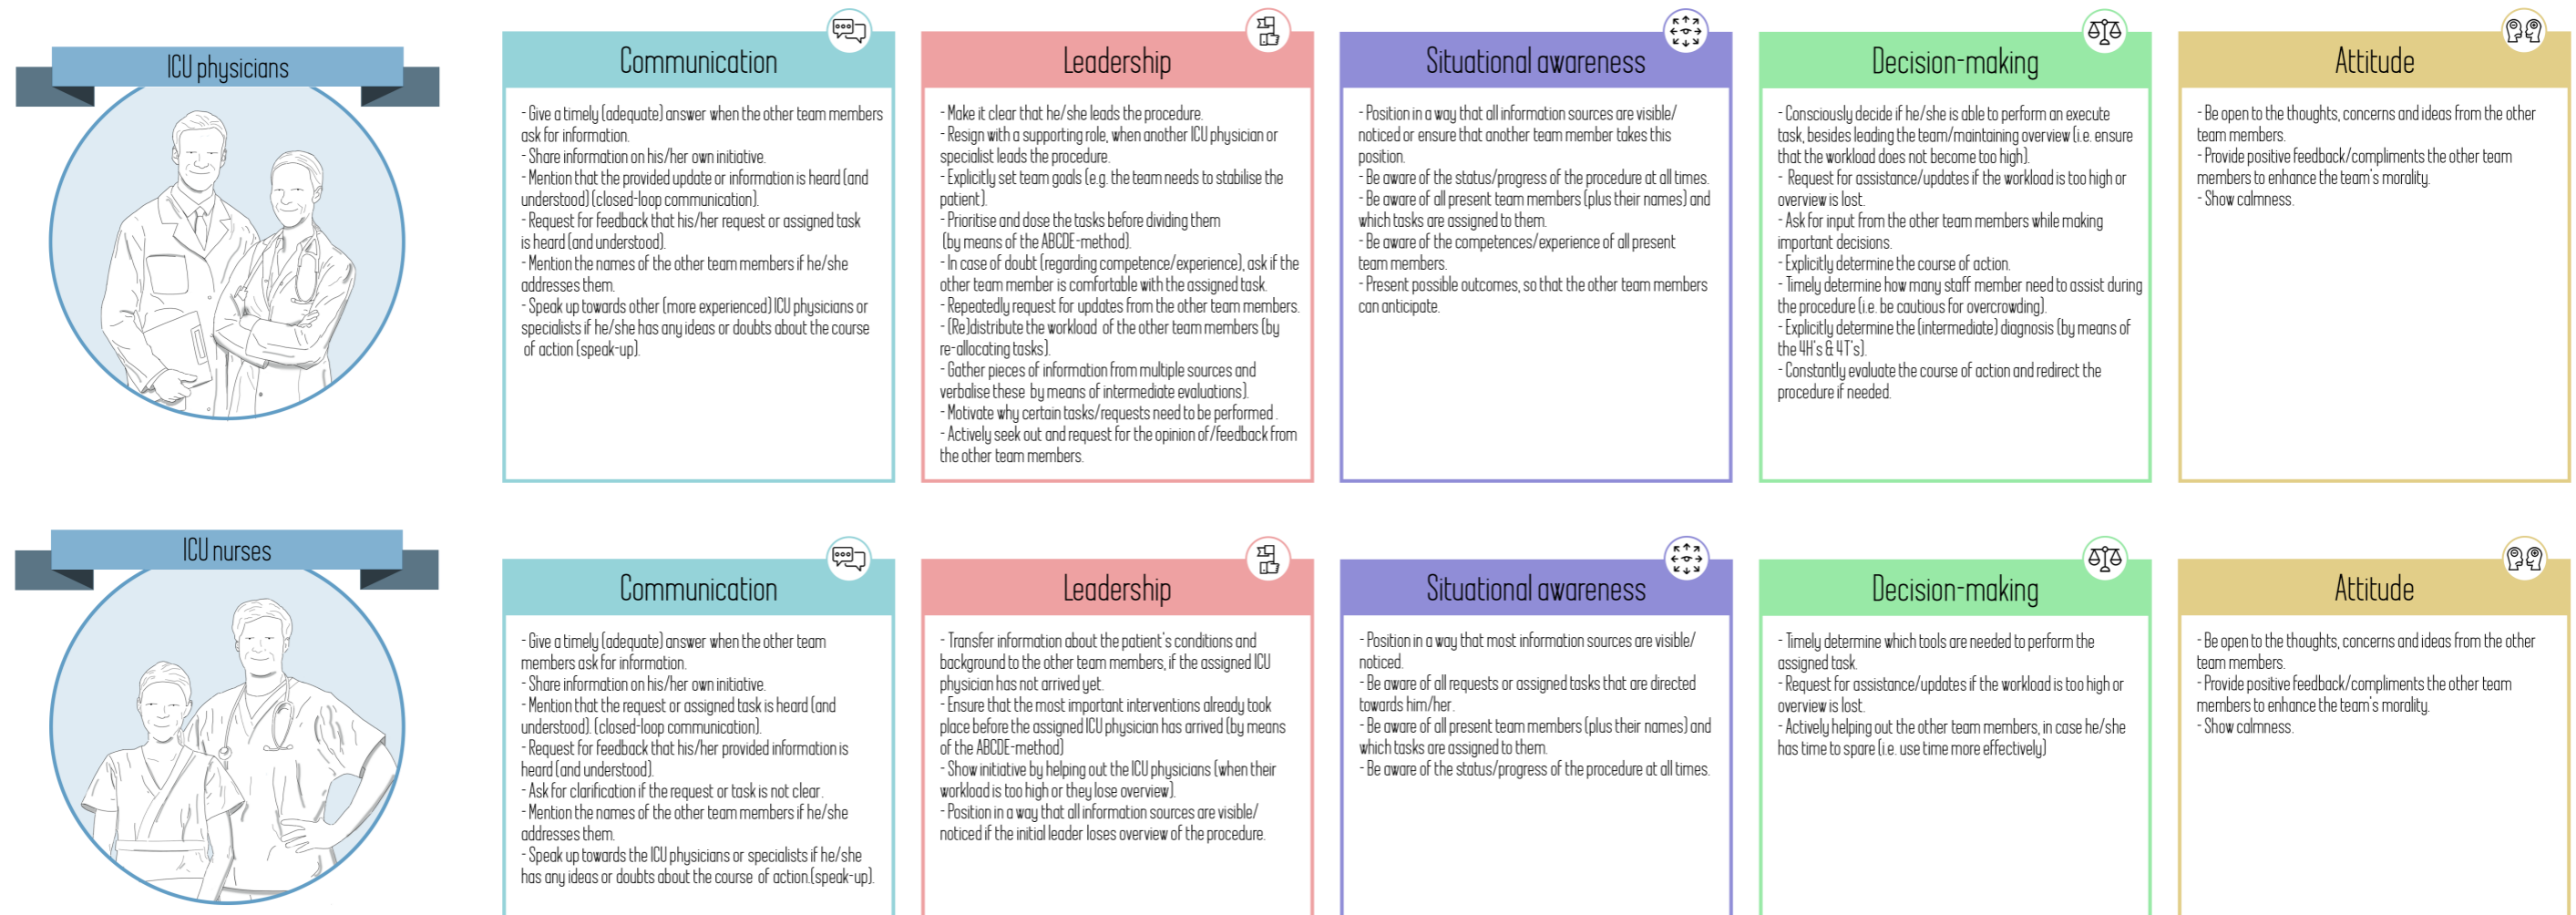 ICU physicians
Communication
- Give a timely (adequate) answer when the other team members
ask for information.
- Share information on his/her own initiative.
- Mention that the provided update or information is heard (and
understood) (closed-loop communication).
- Request for feedback that his/her request or assigned task
is heard (and understood).
- Mention the names of the other team members if he/she
addresses them.
- Speak up towards other (more experienced) ICU physicians or
specialists if he/she has any ideas or doubts about the course
of action (speak-up).
Leadership
- Make it clear that he/she leads the procedure.
- Resign with a supporting role, when another ICU physician or
specialist leads the procedure.
- Explicitly set team goals (e.g. the team needs to stabilise the
patient).
- Prioritise and dose the tasks before dividing them
(by means of the ABCDE-method).
- In case of doubt (regarding competence/experience), ask if the
other team member is comfortable with the assigned task.
- Repeatedly request for updates from the other team members.
- (Re)distribute the workload of the other team members (by
re-allocating tasks).
- Gather pieces of information from multiple sources and
verbalise these by means of intermediate evaluations).
- Motivate why certain tasks/requests need to be performed .
- Actively seek out and request for the opinion of/feedback from
the other team members.
Situational awareness
- Position in a way that all information sources are visible/
noticed or ensure that another team member takes this
position.
- Be aware of the status/progress of the procedure at all times.
- Be aware of all present team members (plus their names) and
which tasks are assigned to them.
- Be aware of the competences/experience of all present
team members.
- Present possible outcomes, so that the other team members
can anticipate.
Decision-making
- Consciously decide if he/she is able to perform an execute
task, besides leading the team/maintaining overview (i.e. ensure
that the workload does not become too high).
- Request for assistance/updates if the workload is too high or
overview is lost.
- Ask for input from the other team members while making
important decisions.
- Explicitly determine the course of action.
- Timely determine how many staff member need to assist during
the procedure (i.e. be cautious for overcrowding).
- Explicitly determine the (intermediate) diagnosis (by means of
the 4H's & 4T's).
- Constantly evaluate the course of action and redirect the
procedure if needed.
Attitude
- Be open to the thoughts, concerns and ideas from the other
team members.
- Provide positive feedback/compliments the other team
members to enhance the team's morality.
- Show calmness.
ICU nurses
Communication
- Give a timely (adequate) answer when the other team
members ask for information.
- Share information on his/her own initiative.
- Mention that the request or assigned task is heard (and
understood). (closed-loop communication).
- Request for feedback that his/her provided information is
heard (and understood).
- Ask for clarification if the request or task is not clear.
- Mention the names of the other team members if he/she
addresses them.
- Speak up towards the ICU physicians or specialists if he/she
has any ideas or doubts about the course of action.(speak-up).
Leadership
- Transfer information about the patient's conditions and
background to the other team members, if the assigned ICU
physician has not arrived yet.
- Ensure that the most important interventions already took
place before the assigned ICU physician has arrived (by means
of the ABCDE-method)
- Show initiative by helping out the ICU physicians (when their
workload is too high or they lose overview).
- Position in a way that all information sources are visible/
noticed if the initial leader loses overview of the procedure.
Situational awareness
- Position in a way that most information sources are visible/
noticed.
- Be aware of all requests or assigned tasks that are directed
towards him/her.
- Be aware of all present team members (plus their names) and
which tasks are assigned to them.
- Be aware of the status/progress of the procedure at all times.
Decision-making
- Timely determine which tools are needed to perform the
assigned task.
- Request for assistance/updates if the workload is too high or
overview is lost.
- Actively helping out the other team members, in case he/she
has time to spare (i.e. use time more effectively)
Attitude
- Be open to the thoughts, concerns and ideas from the other
team members.
- Provide positive feedback/compliments the other team
members to enhance the team's morality.
- Show calmness.